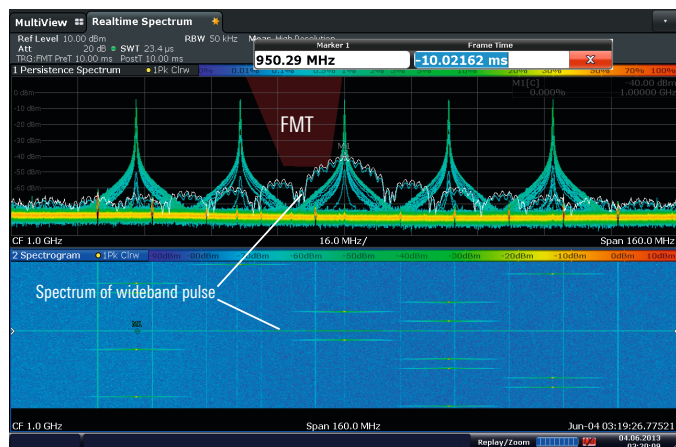 MultiView Realtime Spectrum
Ref Level 10.00 dBm RBW 50 kHz Meas High Resolution
Att 20 dB SWT 23.4 µs
TRG:FMT PreT 10.00 ms PostT 10.00 ms
Marker 1 Frame Time
950.29 MHz -10.02162 ms X
1 Persistence Spectrum 1Pk Clrw 0.01% 0.1% 20% 30% 50% 70% 100%
M1[C] -40.00 dBm
0.000% 1.00000 GHz
0 dBm
-10 dBm
-20 dBm
FMT
-30 dBm
M1
-40 dBm
-50 dBm
-60 dBm
CF 1.0 GHz 16.0 MHz/ Span 160.0 MHz
2 Spectrogram 1Pk Clrw -90dBm -80dBm -60dBm -50dBm -40dBm -30dBm -20dBm -10dBm 0dBm 10dBm
Spectrum of wideband pulse
M1
CF 1.0 GHz Span 160.0 MHz Jun-04 03:19:26.77521
Replay/Zoom 04.06.2013